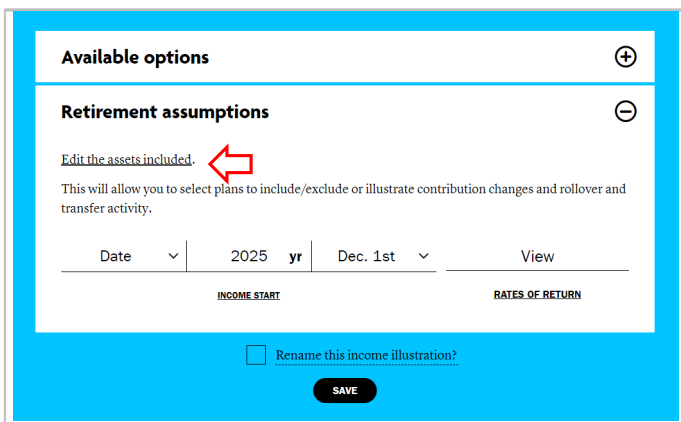 Available options
Retirement assumptions
Edit the assets included.
This will allow you to select plans to include/exclude or illustrate contribution changes and rollover and
transfer activity.
Date 2025 yr Dec. 1st View
INCOME START RATES OF RETURN
Rename this income illustration?
SAVE